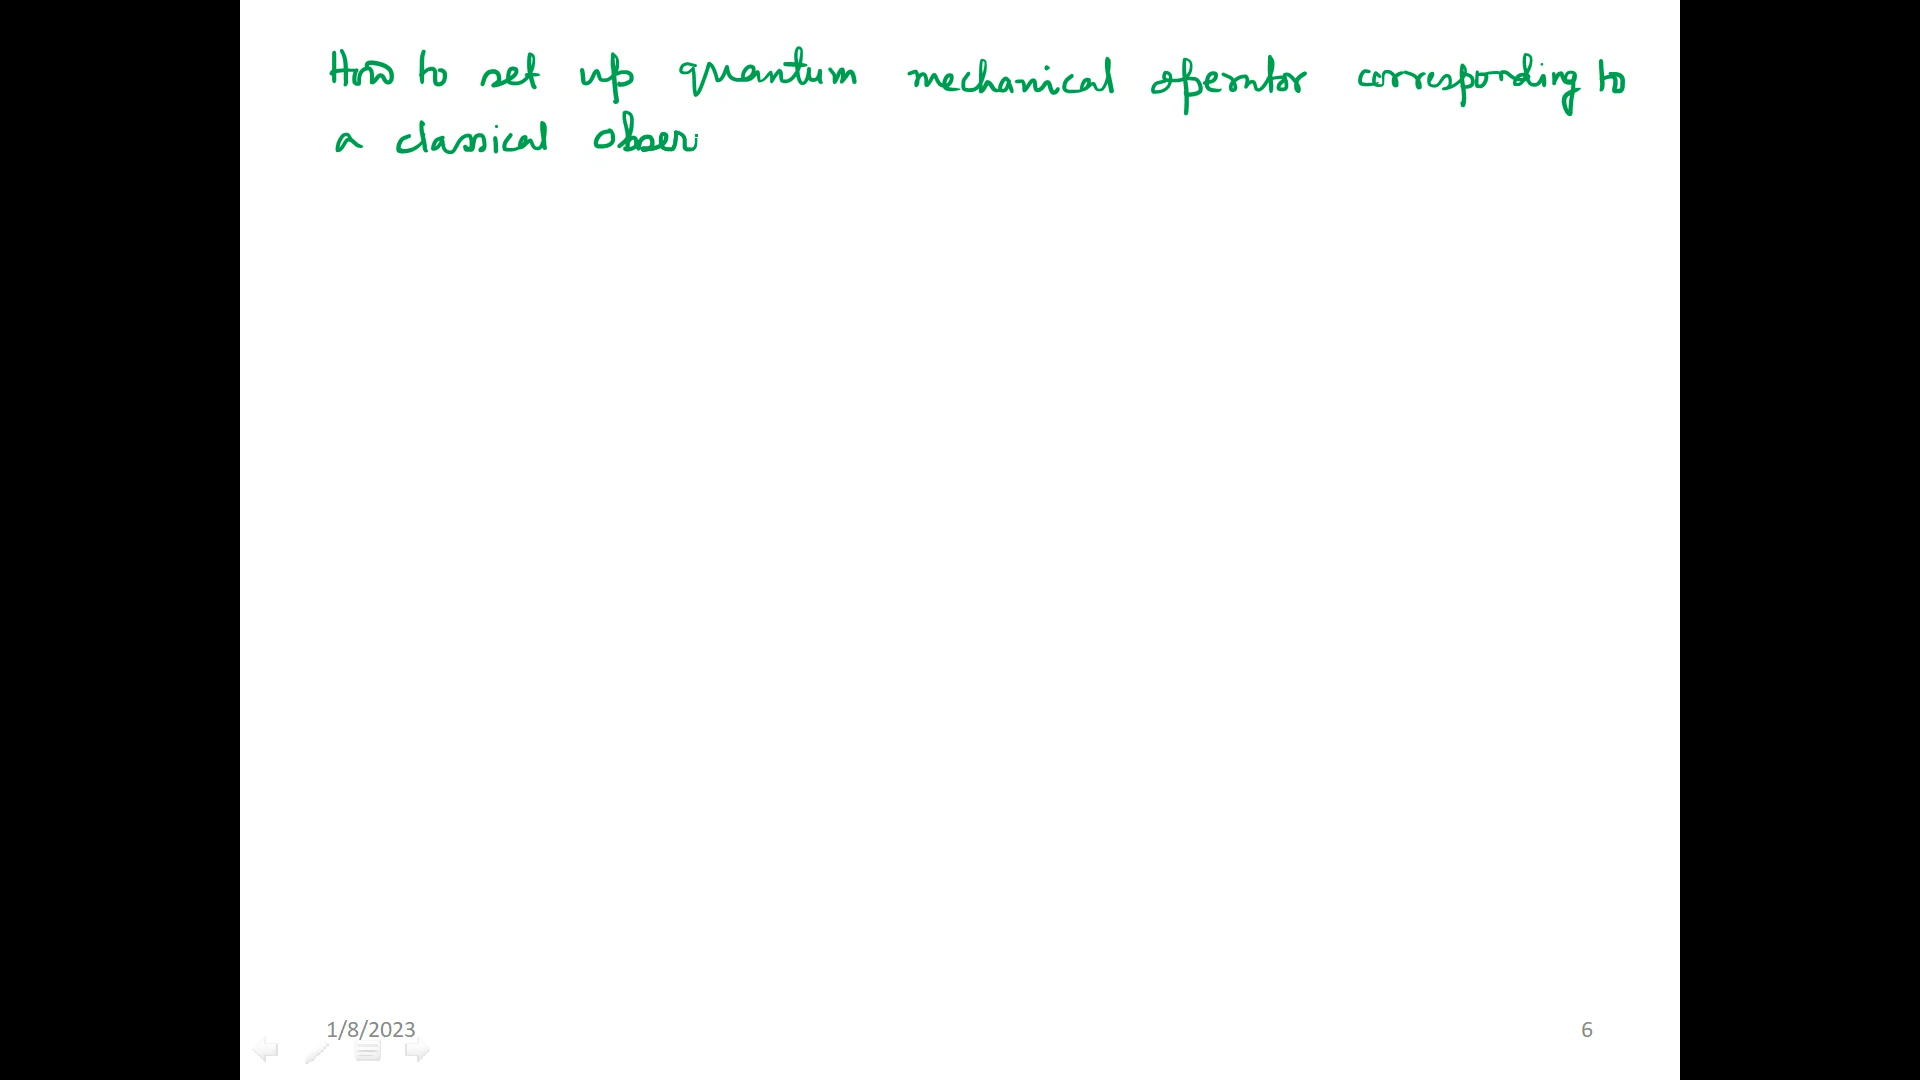 How to set up quantum mechanical operator corresponding to
a classical obser
1/8/2023
6